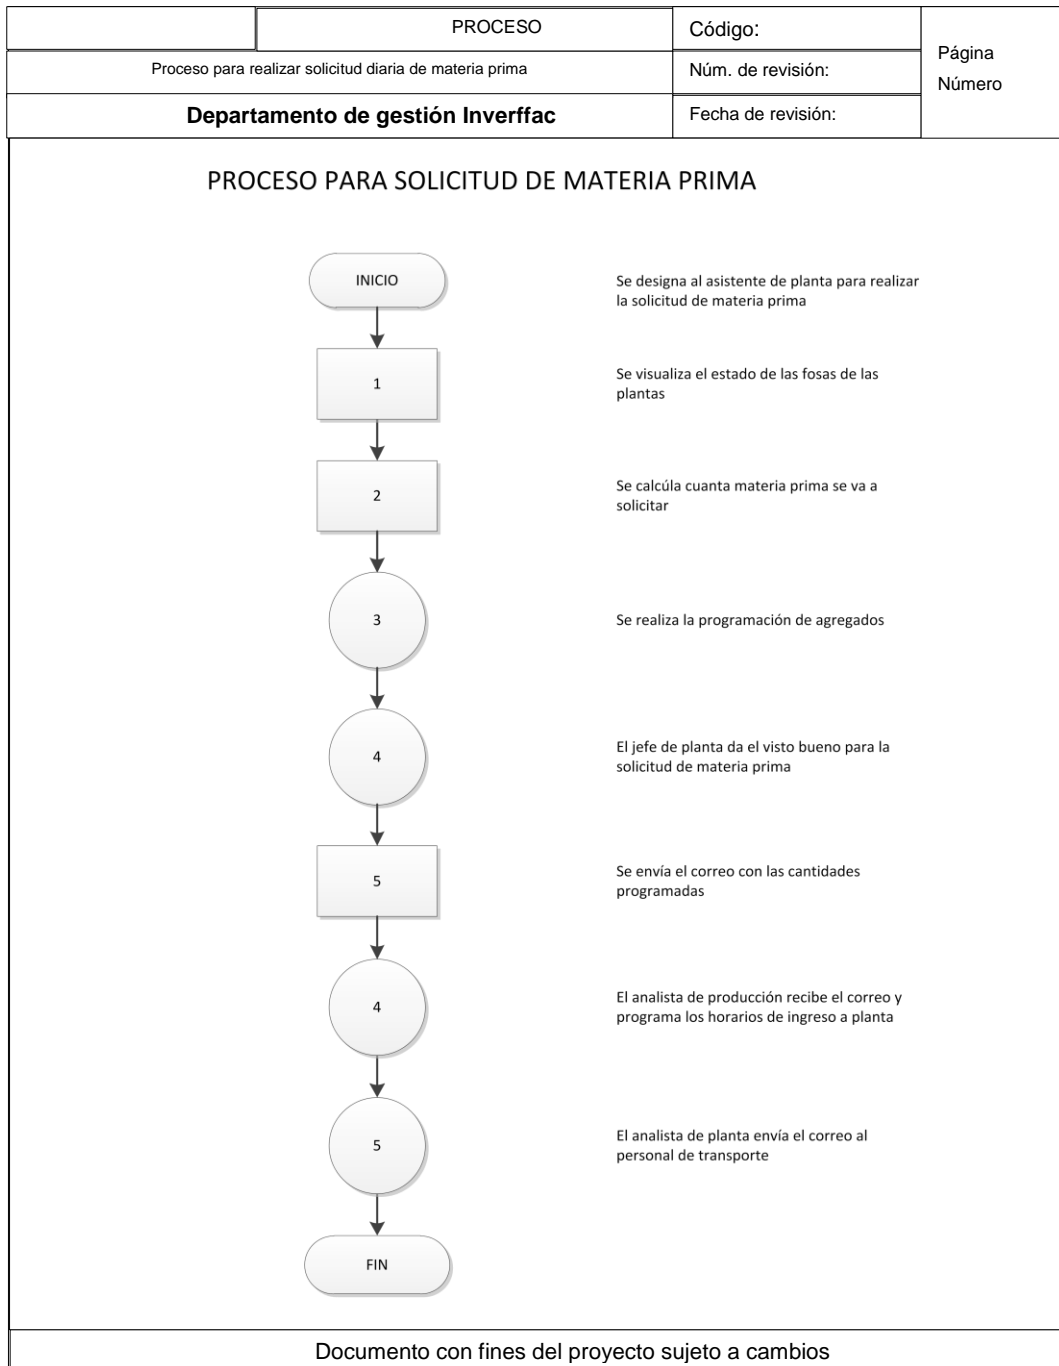 PROCESO
Código:
Página
Número
Proceso para realizar solicitud diaria de materia prima
Núm. de revisión:
Departamento de gestión Inverffac
Fecha de revisión:
PROCESO PARA SOLICITUD DE MATERIA PRIMA
INICIO
Se designa al asistente de planta para realizar
la solicitud de materia prima
1
Se visualiza el estado de las fosas de las
plantas
2
Se calcúla cuanta materia prima se va a
solicitar
3
Se realiza la programación de agregados
4
El jefe de planta da el visto bueno para la
solicitud de materia prima
5
Se envía el correo con las cantidades
programadas
4
El analista de producción recibe el correo y
programa los horarios de ingreso a planta
5
El analista de planta envía el correo al
personal de transporte
FIN
Documento con fines del proyecto sujeto a cambios